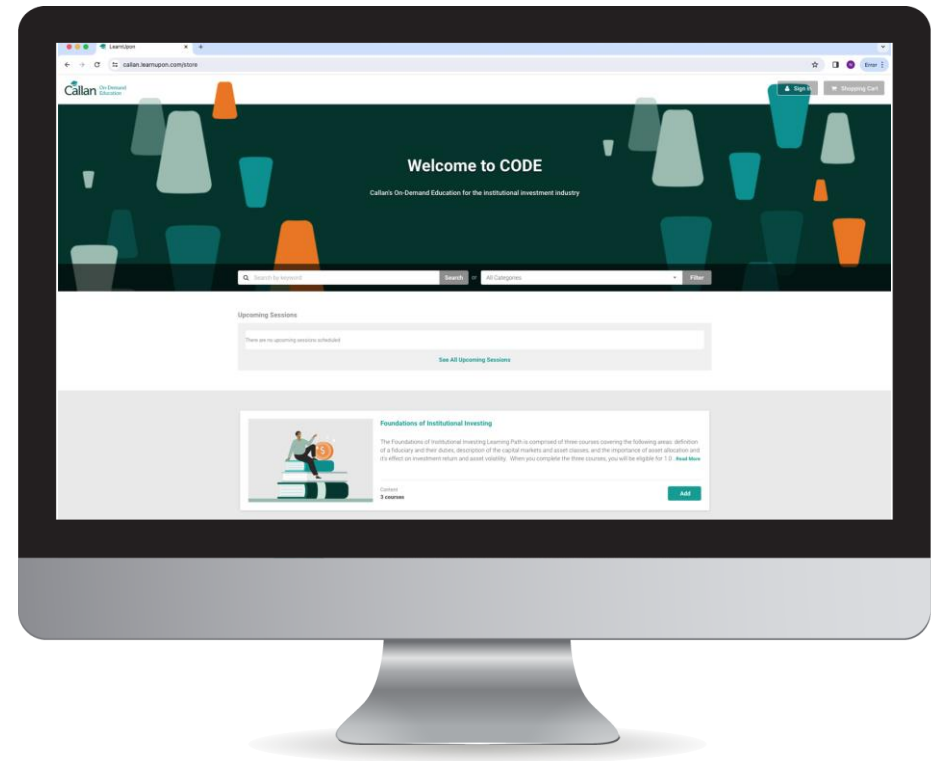 LearnUpon
callan.learnupon.com/store
Error
Callan On-Demand
Education
Sign in
Shopping Cart
Welcome to CODE
Callan's On-Demand Education for the institutional investment industry
Search by keyword
Search or All Categories Filter
Upcoming Sessions
There are no upcoming sessions scheduled
See All Upcoming Sessions
Foundations of Institutional Investing
The Foundations of Institutional Investing Learning Path is comprised of three courses covering the following areas: definition
of a fiduciary and their duties, description of the capital markets and asset classes, and the importance of asset allocation and
it's effect on investment return and asset volatility. When you complete the three courses, you will be eligible for 1.0 Read More
Content
3 courses
Add